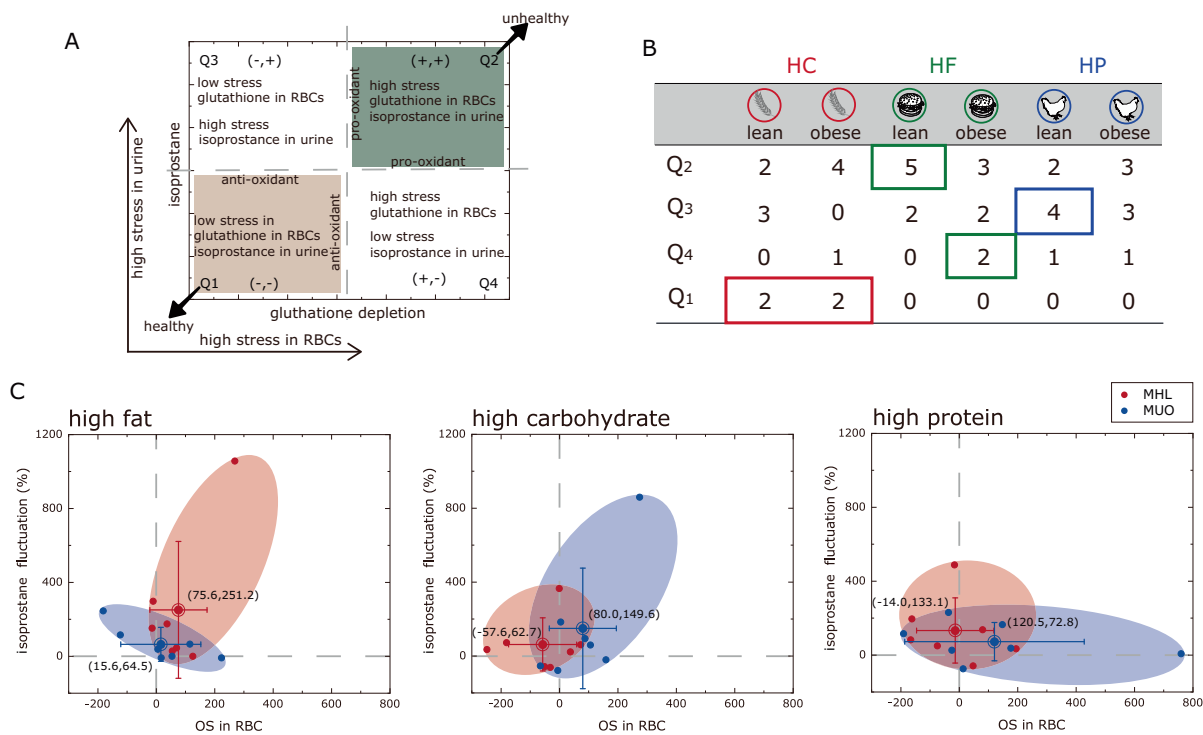 A
unhealthy
Q3 (-,+) (+,+) Q2
low stress
glutathione in RBCs
high stress
isoprostance in urine
pro-oxidant
high stress
glutathione in RBCs
isoprostance in urine
pro-oxidant
isoprostane
high stress in urine
anti-oxidant
low stress in
glutathione in RBCs
isoprostance in urine
anti-oxidant
high stress
glutathione in RBCs
low stress
isoprostance in urine
Q1 (-,-) (+,-) Q4
gluthatione depletion
healthy
high stress in RBCs
B
HC HF HP
lean obese lean obese lean obese
Q2 2 4 5 3 2 3
Q3 3 0 2 2 4 3
Q4 0 1 0 2 1 1
Q1 2 2 0 0 0 0
C
MHL
MUO
high fat
isoprostane fluctuation (%)
1200
800
400
0
(75.6,251.2)
(15.6,64.5)
-200 0 200 400 600 800
OS in RBC
high carbohydrate
isoprostane fluctuation (%)
1200
800
400
0
(-57.6,62.7)
(80.0,149.6)
-200 0 200 400 600 800
OS in RBC
high protein
isoprostane fluctuation (%)
1200
800
400
0
(-14.0,133.1)
(120.5,72.8)
-200 0 200 400 600 800
OS in RBC